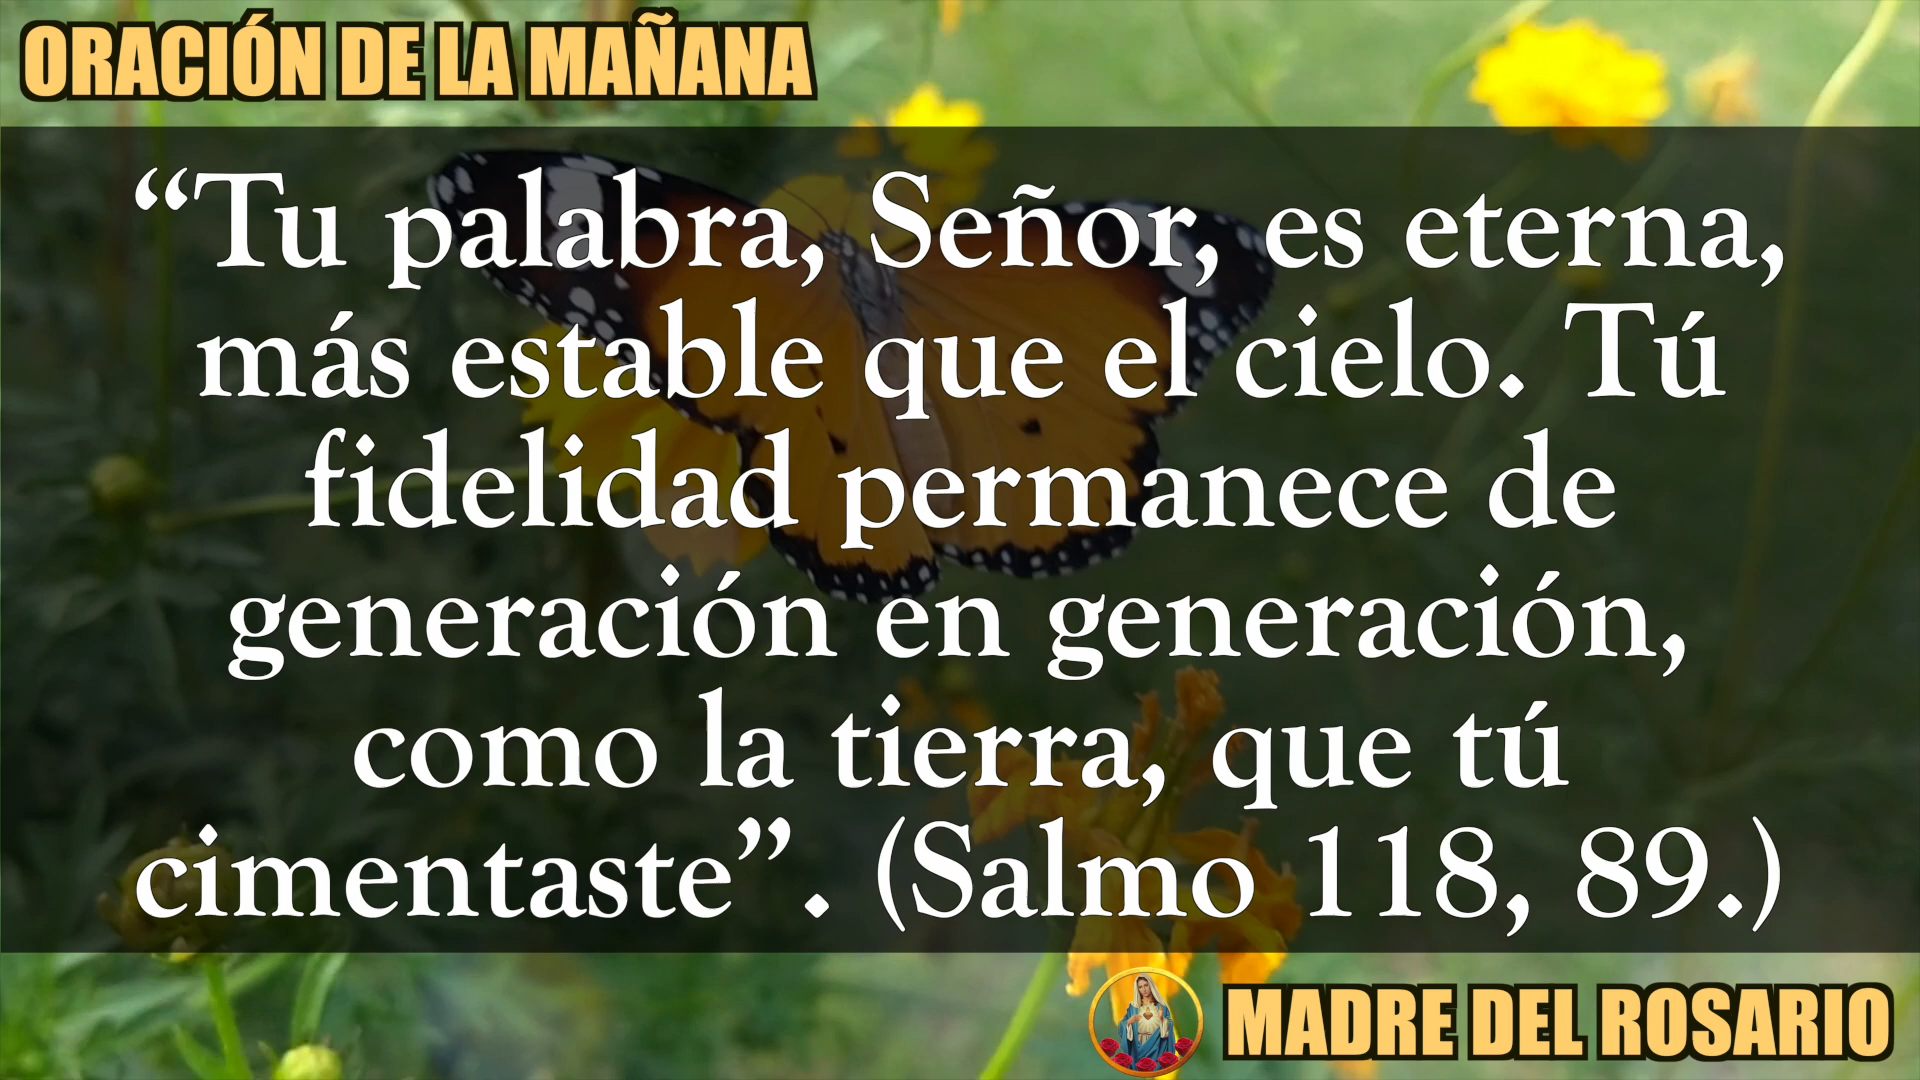 ORACIÓN DE LA MAÑANA
“Tu palabra, Señor, es eterna,
más estable que el cielo. Tú
fidelidad permanece de
generación en generación,
como la tierra, que tú
cimentaste”. (Salmo 118, 89.)
MADRE DEL ROSARIO